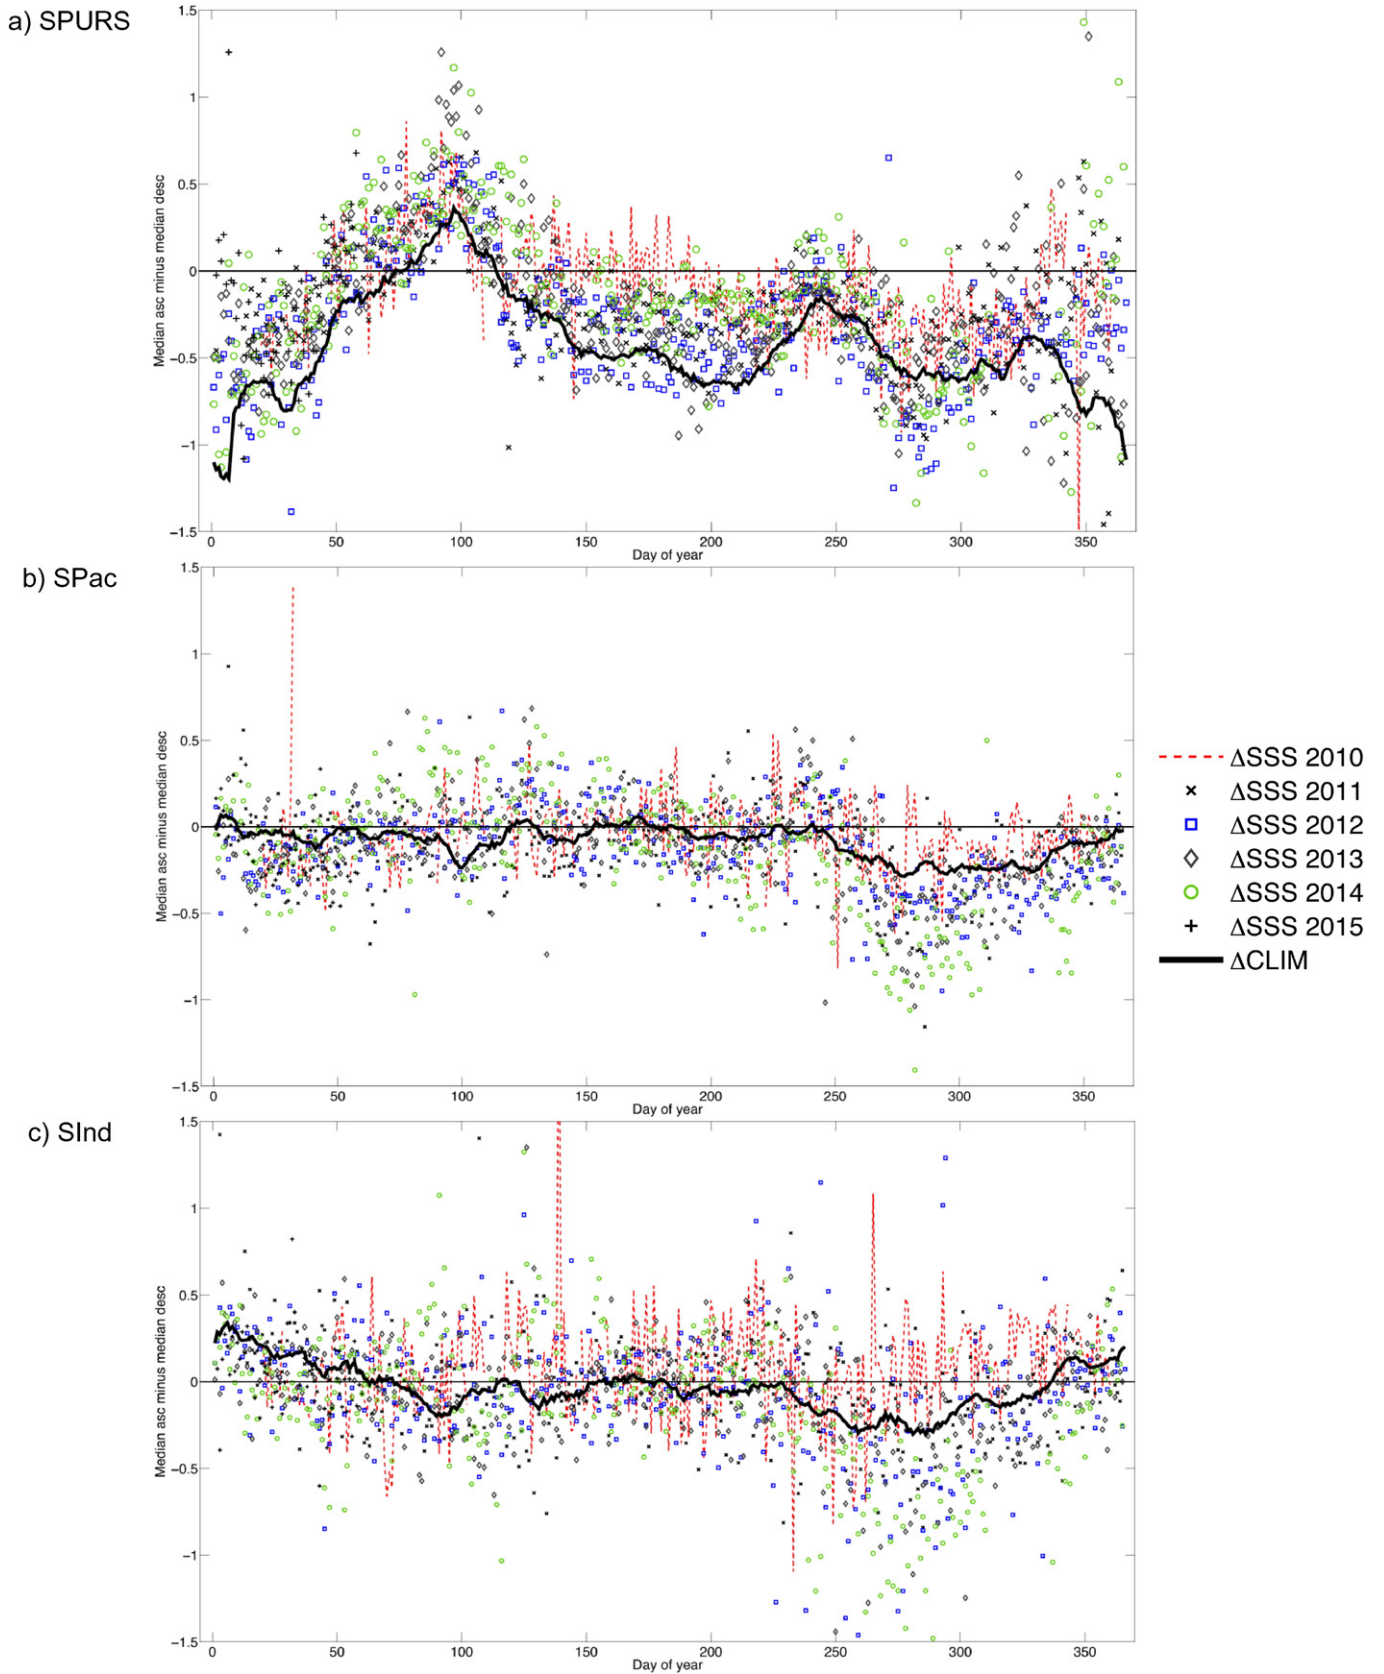 a) SPURS
1.5
1
0.5
0
−0.5
−1
−1.5
Median asc minus median desc
0 50 100 150 200 250 300 350
Day of year
b) SPac
1.5
1
0.5
0
−0.5
−1
−1.5
Median asc minus median desc
0 50 100 150 200 250 300 350
Day of year
ΔSSS 2010
ΔSSS 2011
ΔSSS 2012
ΔSSS 2013
ΔSSS 2014
ΔSSS 2015
ΔCLIM
c) SInd
1.5
1
0.5
0
−0.5
−1
−1.5
Median asc minus median desc
0 50 100 150 200 250 300 350
Day of year